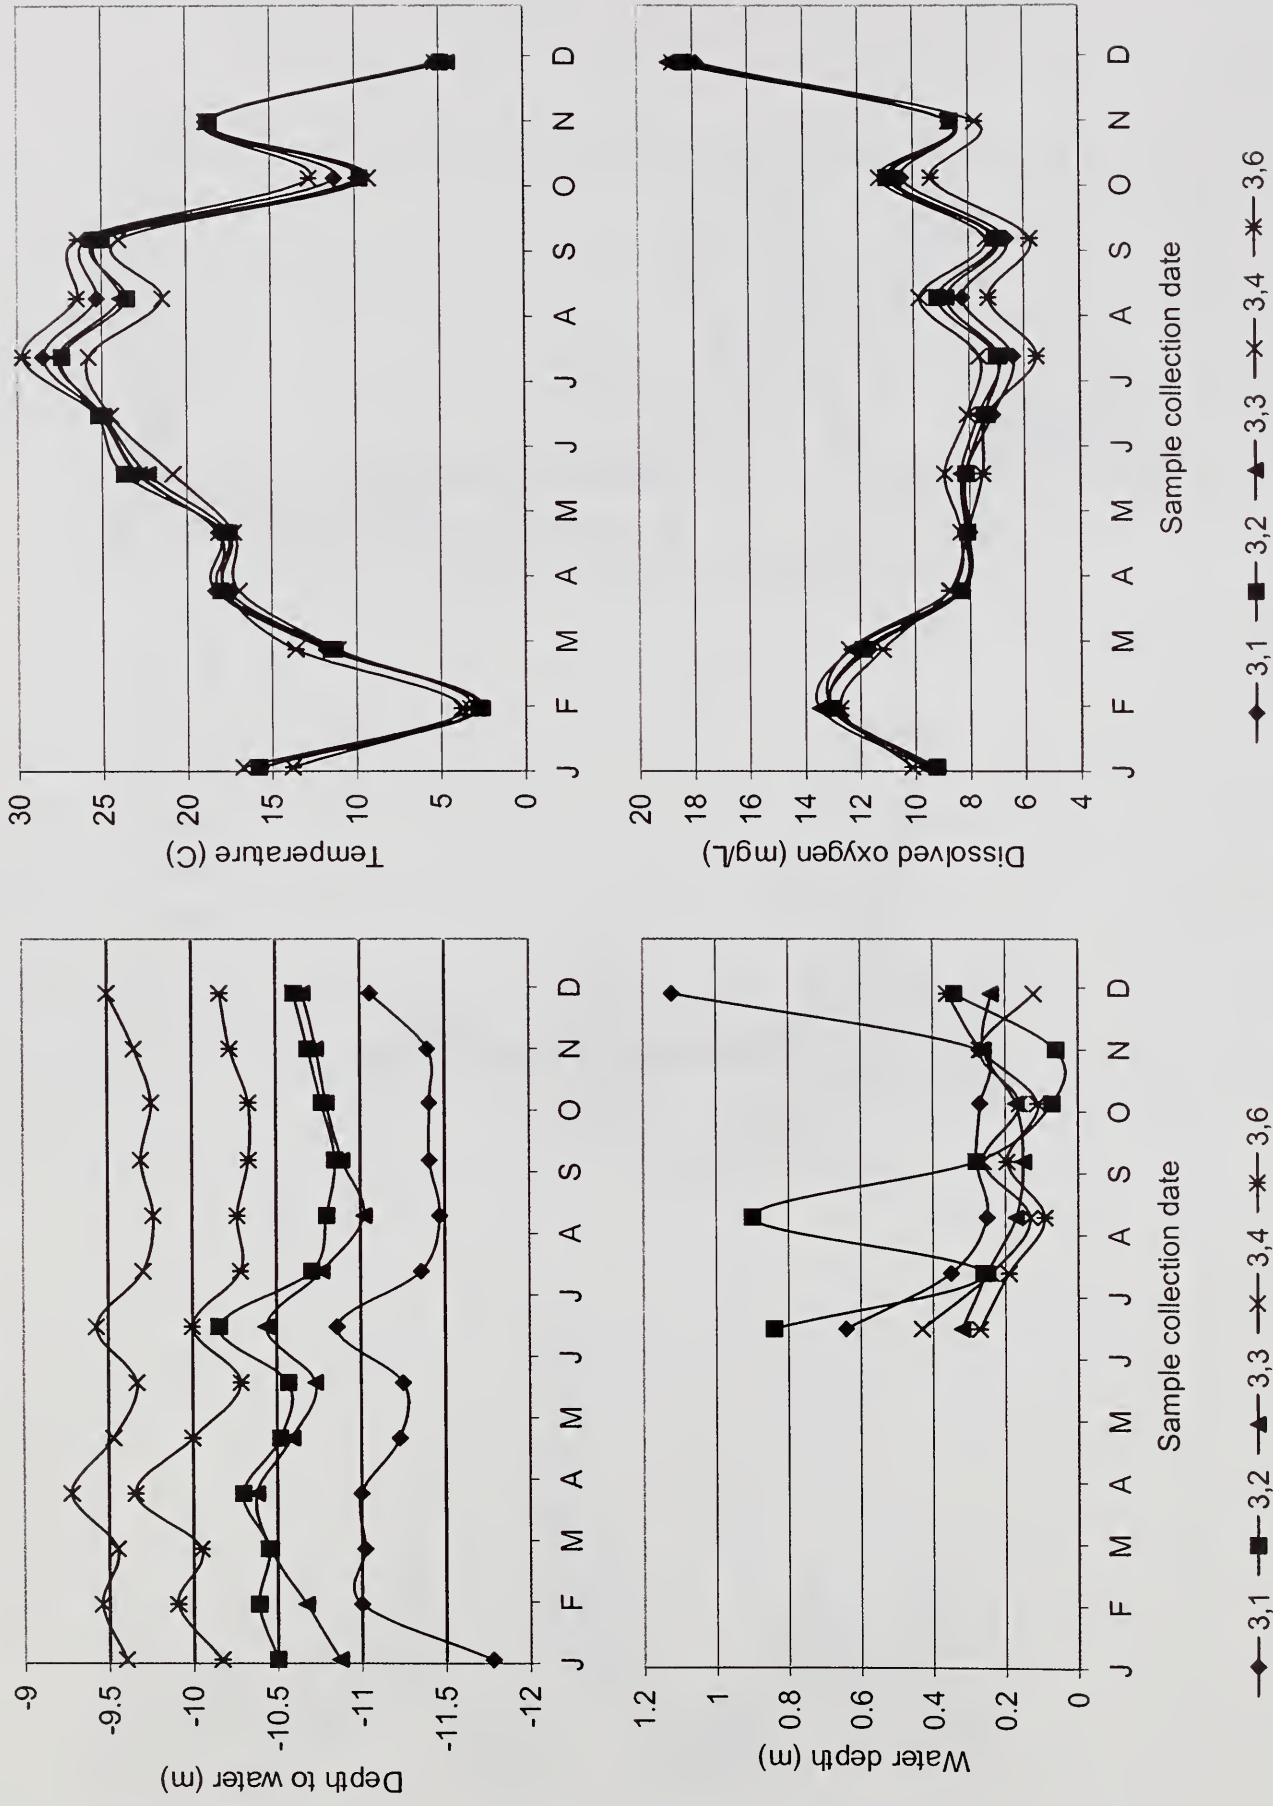 Depth to water (m)
-9
-9.5
-10
-10.5
-11
-11.5
-12
J F M A M J J A S O N D
Temperature (C)
30
25
20
15
10
5
0
J F M A M J J A S O N D
Water depth (m)
1.2
1
0.8
0.6
0.4
0.2
0
J F M A M J J A S O N D
Sample collection date
Dissolved oxygen (mg/L)
20
18
16
14
12
10
8
6
4
J F M A M J J A S O N D
Sample collection date
3,1 3,2 3,3 3,4 3,6
3,1 3,2 3,3 3,4 3,6